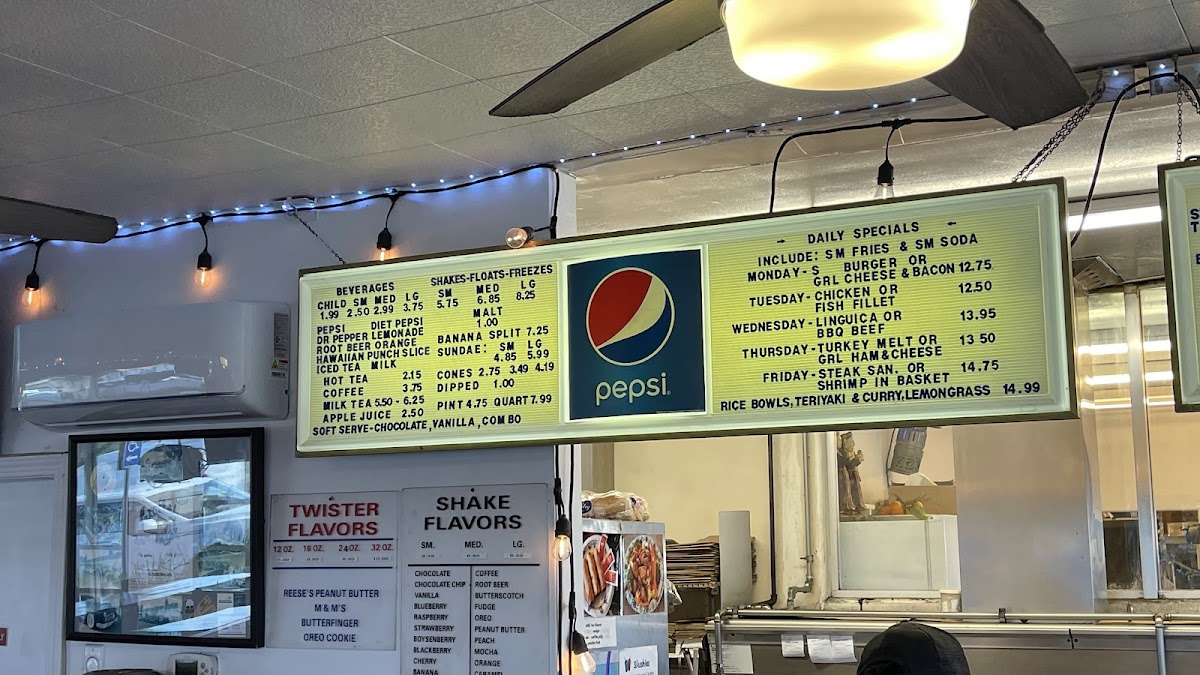 BEVERAGES
CHILD SM MED LG
1.99 2.50 2.99 3.75
PEPSI DIET PEPSI
DR PEPPER LEMONADE
ROOT BEER ORANGE
HAWAIIAN PUNCH SLICE
ICED TEA MILK
HOT TEA 2.15
COFFEE 3.75
MILK TEA 5.50 - 6.25
APPLE JUICE 2.50
SOFT SERVE-CHOCOLATE, VANILLA, COMBO
SHAKES-FLOATS-FREEZES
SM MED LG
5.75 6.85 8.25
MALT
1.00
BANANA SPLIT 7.25
SUNDAE: SM LG
4.85 5.99
CONES 2.75 3.49 4.19
DIPPED 1.00
PINT 4.75 QUART 7.99
pepsi
DAILY SPECIALS
INCLUDE: SM FRIES & SM SODA
MONDAY - S BURGER OR
GRL CHEESE & BACON 12.75
TUESDAY - CHICKEN OR 12.50
FISH FILLET
WEDNESDAY - LINGUICA OR 13.95
BBQ BEEF
THURSDAY - TURKEY MELT OR 13 50
GRL HAM & CHEESE
FRIDAY - STEAK SAN. OR 14.75
SHRIMP IN BASKET
RICE BOWLS, TERIYAKI & CURRY, LEMONGRASS 14.99
TWISTER
FLAVORS
12 OZ. 16 OZ. 24 OZ. 32 OZ.
REESE'S PEANUT BUTTER
M & M'S
BUTTERFINGER
OREO COOKIE
SHAKE
FLAVORS
SM. MED. LG.
CHOCOLATE
CHOCOLATE CHIP
VANILLA
BLUEBERRY
RASPBERRY
STRAWBERRY
BOYSENBERRY
BLACKBERRY
CHERRY
BANANA
COFFEE
ROOT BEER
BUTTERSCOTCH
FUDGE
OREO
PEANUT BUTTER
PEACH
MOCHA
ORANGE
CARAMEL
Slushie